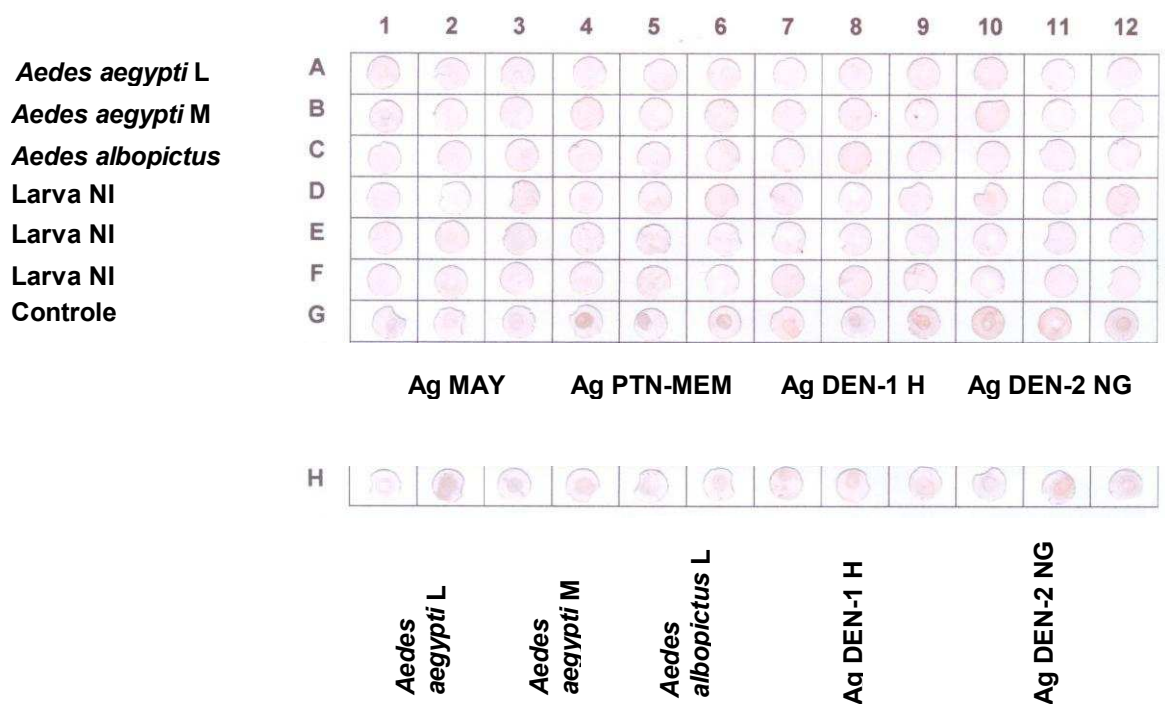 1 2 3 4 5 6 7 8 9 10 11 12
Aedes aegypti L A
Aedes aegypti M B
Aedes albopictus C
Larva NI D
Larva NI E
Larva NI F
Controle G
Ag MAY Ag PTN-MEM Ag DEN-1 H Ag DEN-2 NG
H
Aedes
aegypti L
Aedes
aegypti M
Aedes
albopictus L
Ag DEN-1 H
Ag DEN-2 NG